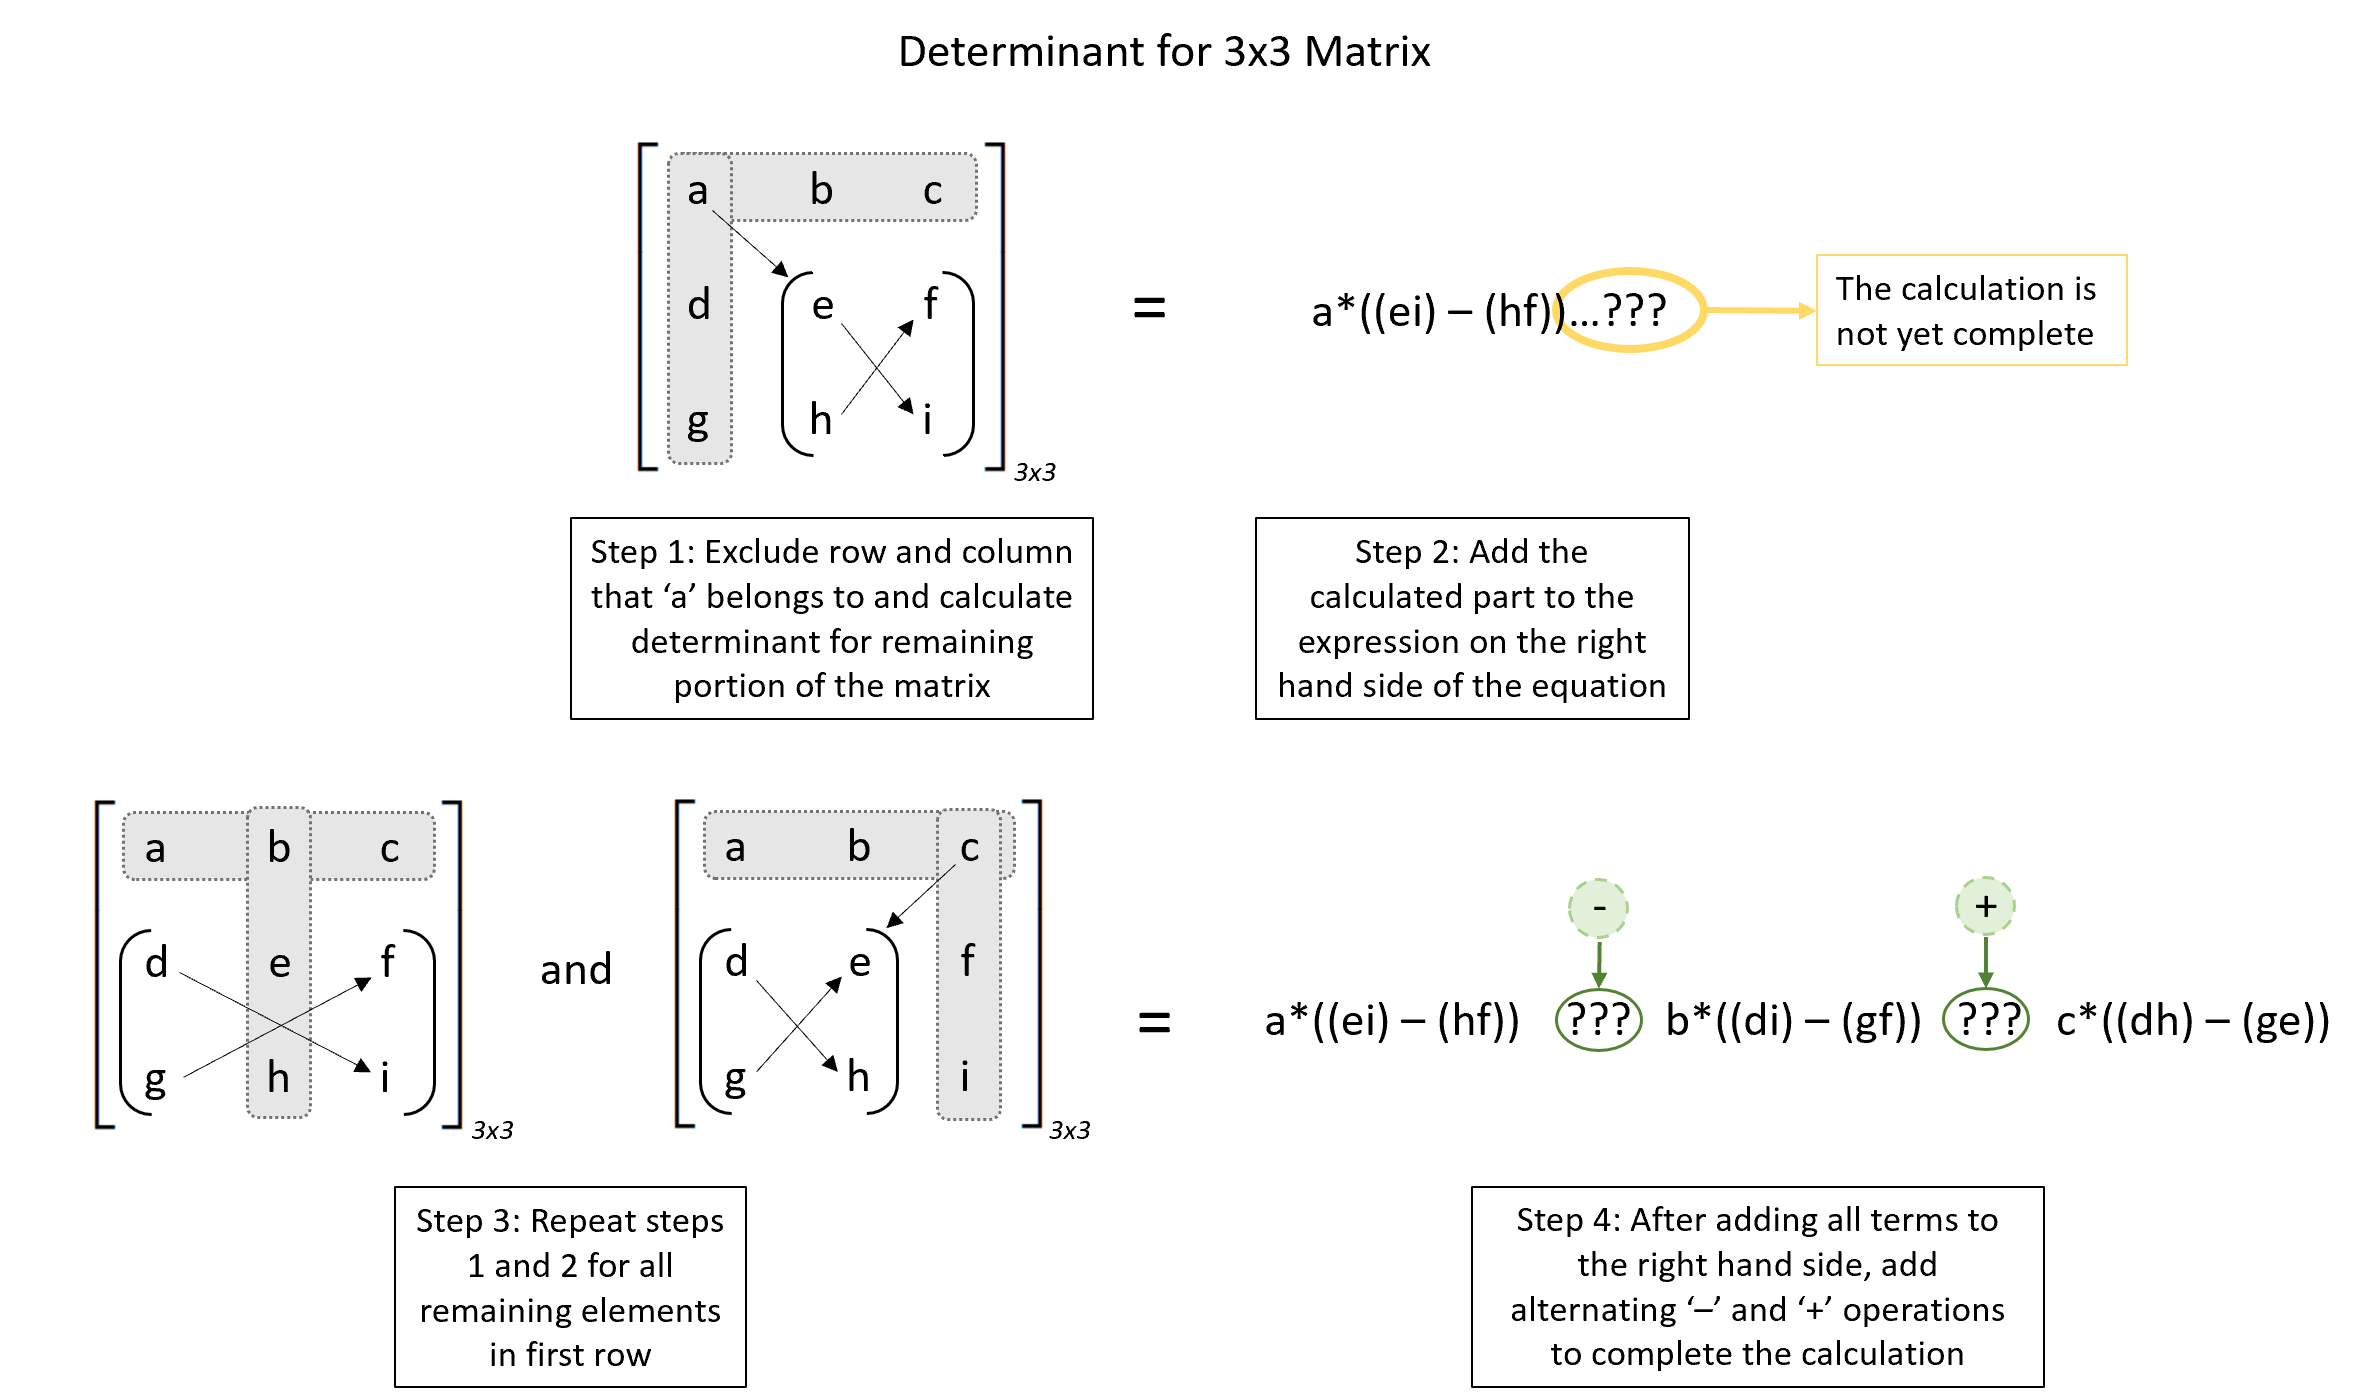 Determinant for 3x3 Matrix
a b c
d e f
g h i
3x3
=
a*((ei) – (hf))...???
The calculation is
not yet complete
Step 1: Exclude row and column
that ‘a’ belongs to and calculate
determinant for remaining
portion of the matrix
Step 2: Add the
calculated part to the
expression on the right
hand side of the equation
a b c
d e f
g h i
3x3
and
a b c
d e f
g h i
3x3
=
- +
a*((ei) – (hf)) ??? b*((di) – (gf)) ??? c*((dh) – (ge))
Step 3: Repeat steps
1 and 2 for all
remaining elements
in first row
Step 4: After adding all terms to
the right hand side, add
alternating ‘–’ and ‘+’ operations
to complete the calculation